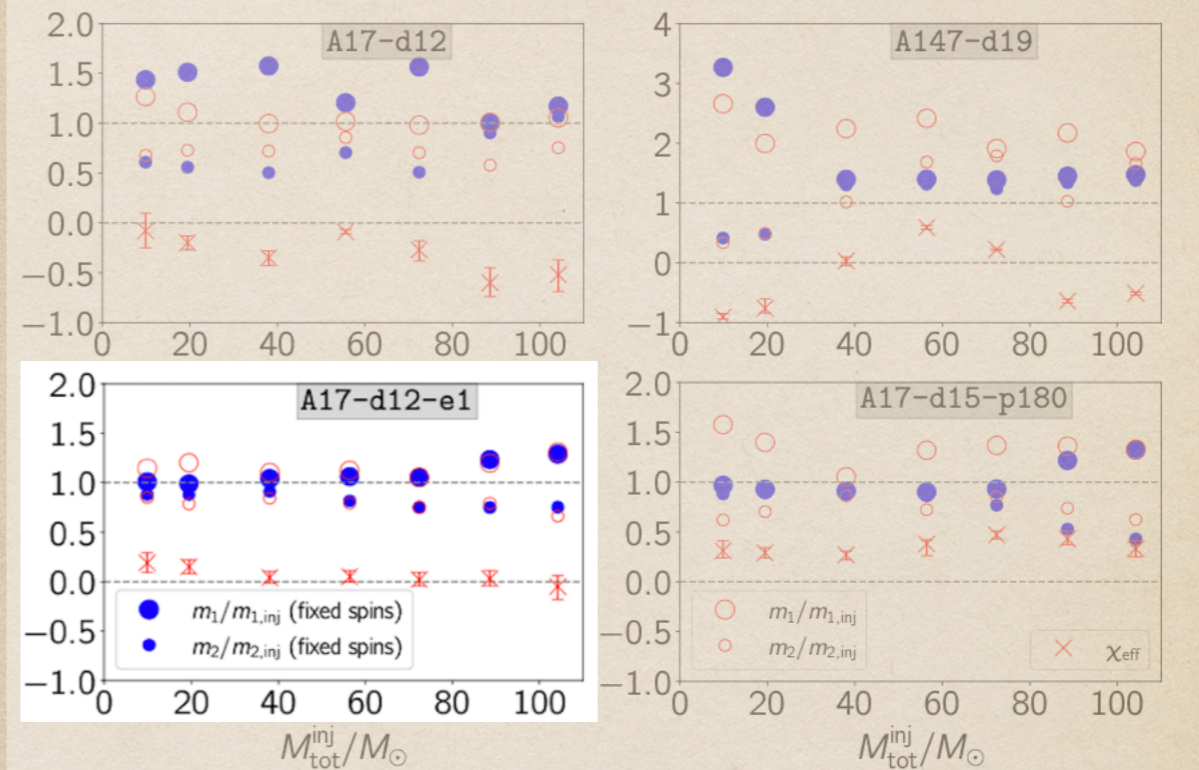 A17-d12
2.0
1.5
1.0
0.5
0.0
−0.5
−1.0
0 20 40 60 80 100
A147-d19
4
3
2
1
0
−1
0 20 40 60 80 100
A17-d12-e1
2.0
1.5
1.0
0.5
0.0
−0.5
−1.0
m₁/m₁,inj (fixed spins)
m₂/m₂,inj (fixed spins)
0 20 40 60 80 100
M_tot^inj/M_⊙
A17-d15-p180
2.0
1.5
1.0
0.5
0.0
−0.5
−1.0
m₁/m₁,inj
m₂/m₂,inj
χeff
0 20 40 60 80 100
M_tot^inj/M_⊙